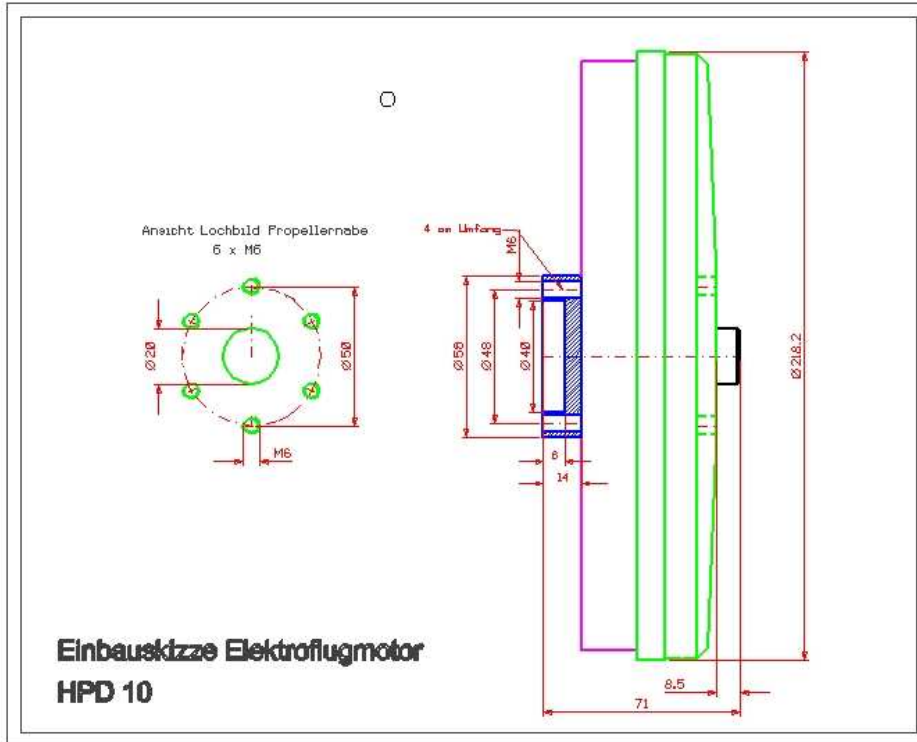 Ansicht Lochbild Propellernabe
6 x M6
4 am Umfang
M6
Ø20
Ø50
M6
Ø58
Ø48
Ø40
Ø218.2
8
14
8.5
71
Einbauskizze Elektroflugmotor
HPD 10